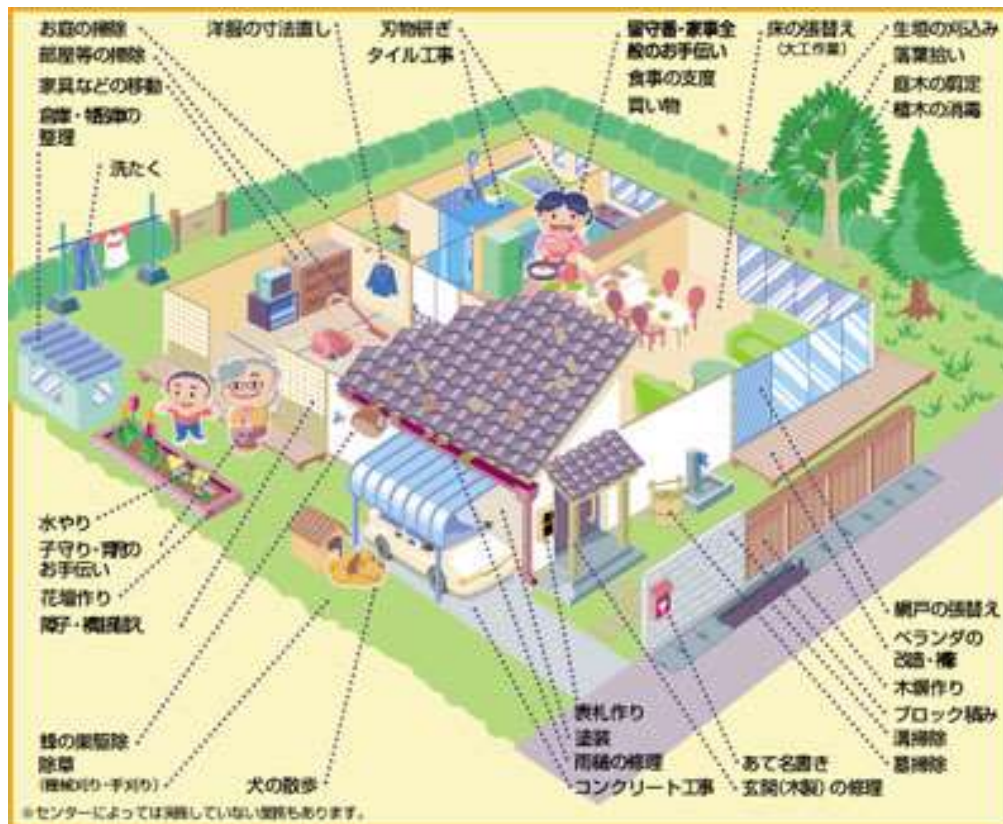 お庭の掃除
部屋等の掃除
家具などの移動
倉庫・物置の
整理
洗たく
洋服の寸法直し
刃物研ぎ
タイル工事
留守番・家事全
般のお手伝い
食事の支度
買い物
床の張替え
(大工作業)
生垣の刈込み
落葉拾い
庭木の剪定
植木の消毒
水やり
子守り・育児の
お手伝い
花壇作り
障子・襖張替え
蜂の巣駆除
除草
(機械刈り・手刈り)
犬の散歩
表札作り
塗装
雨樋の修理
コンクリート工事
あて名書き
玄関(木製)の修理
網戸の張替え
ベランダの
改造・補修
木塀作り
ブロック積み
溝掃除
墓掃除
※センターによっては実施していない業務もあります。